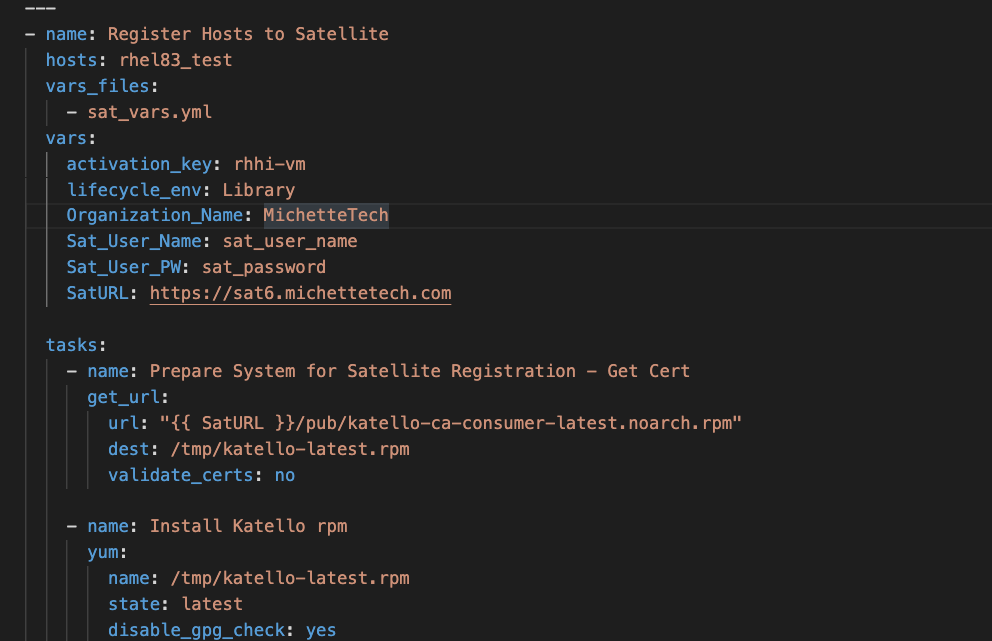 ---
- name: Register Hosts to Satellite
  hosts: rhel83_test
  vars_files:
    - sat_vars.yml
  vars:
    activation_key: rhhi-vm
    lifecycle_env: Library
    Organization_Name: MichetteTech
    Sat_User_Name: sat_user_name
    Sat_User_PW: sat_password
    SatURL: https://sat6.michettetech.com
  tasks:
    - name: Prepare System for Satellite Registration - Get Cert
      get_url:
        url: "{{ SatURL }}/pub/katello-ca-consumer-latest.noarch.rpm"
        dest: /tmp/katello-latest.rpm
        validate_certs: no
    - name: Install Katello rpm
      yum:
        name: /tmp/katello-latest.rpm
        state: latest
        disable_gpg_check: yes